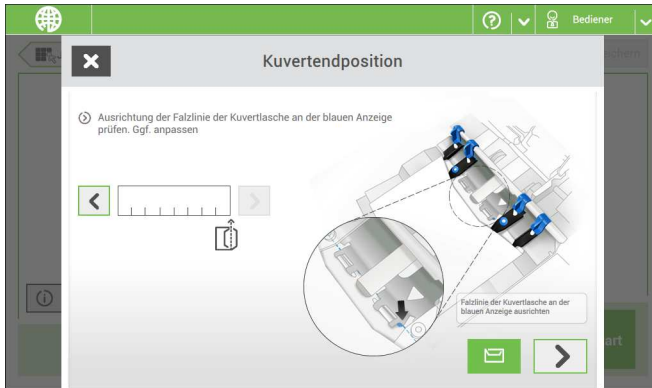 Bediener
Kuvertendposition
Ausrichtung der Falzlinie der Kuvertlasche an der blauen Anzeige
prüfen. Ggf. anpassen
Falzlinie der Kuvertlasche an der
blauen Anzeige ausrichten